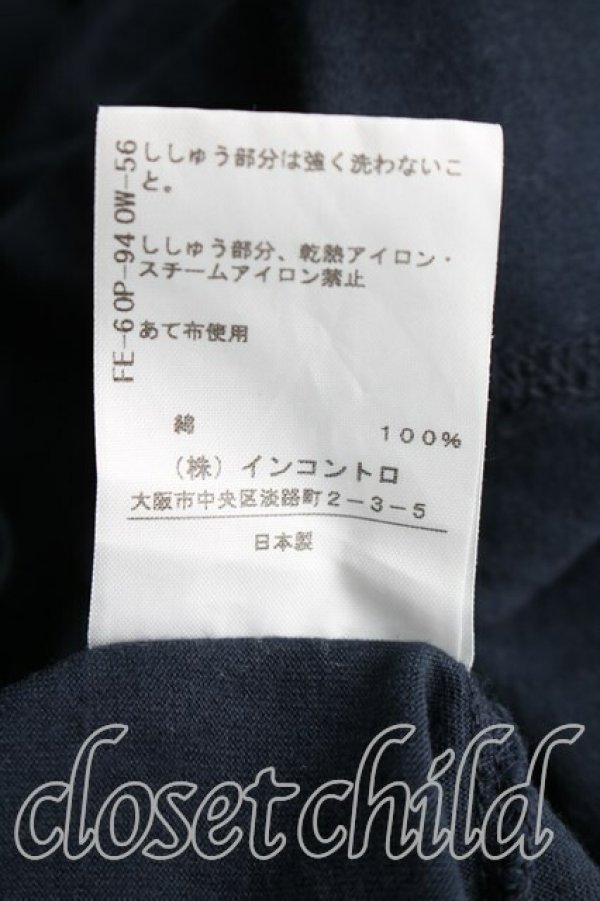 FE-60P-940W-56
ししゅう部分は強く洗わないこ
と。
ししゅう部分、乾熱アイロン・
スチームアイロン禁止
あて布使用
綿 100%
(株)インコントロ
大阪市中央区淡路町2-3-5
日本製
closet child